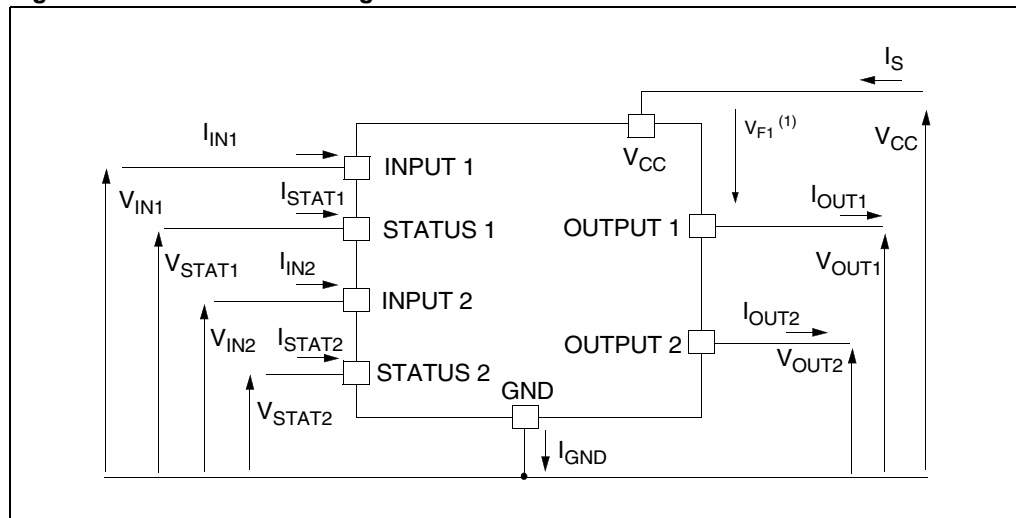 I_S
V_F1 (1)
V_CC
V_CC
I_IN1
INPUT 1
V_IN1
I_STAT1
STATUS 1
OUTPUT 1
I_OUT1
V_OUT1
V_STAT1
I_IN2
INPUT 2
V_IN2
I_STAT2
STATUS 2
OUTPUT 2
I_OUT2
V_OUT2
V_STAT2
GND
I_GND